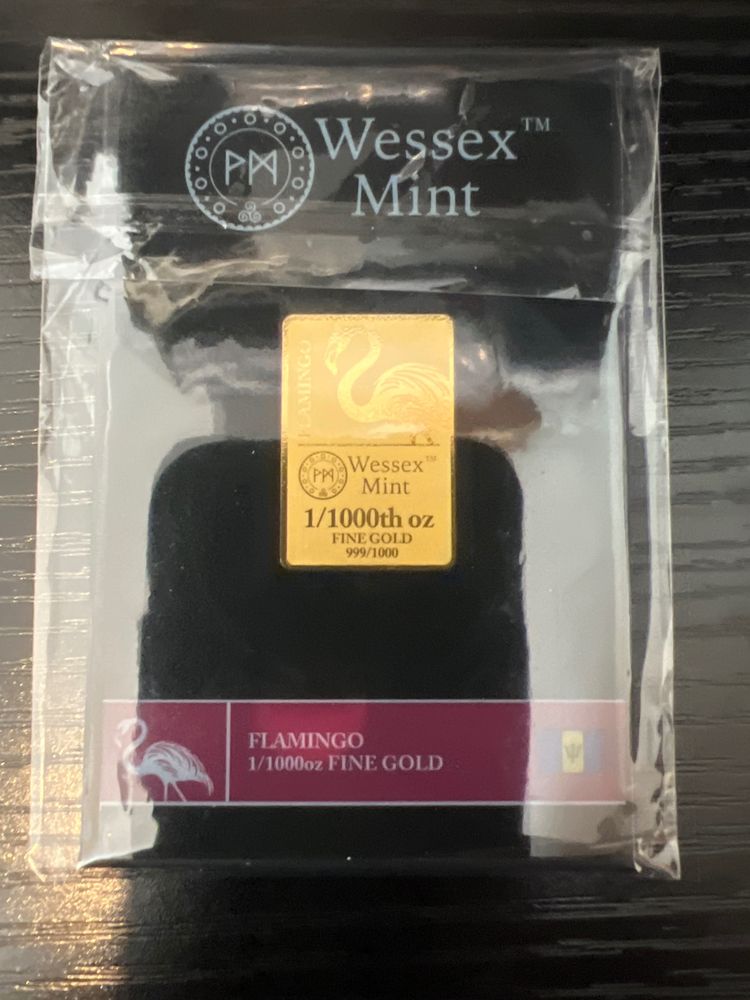 Wessex™
Mint
FLAMINGO
Wessex™
Mint
1/1000th oz
FINE GOLD
999/1000
FLAMINGO
1/1000oz FINE GOLD